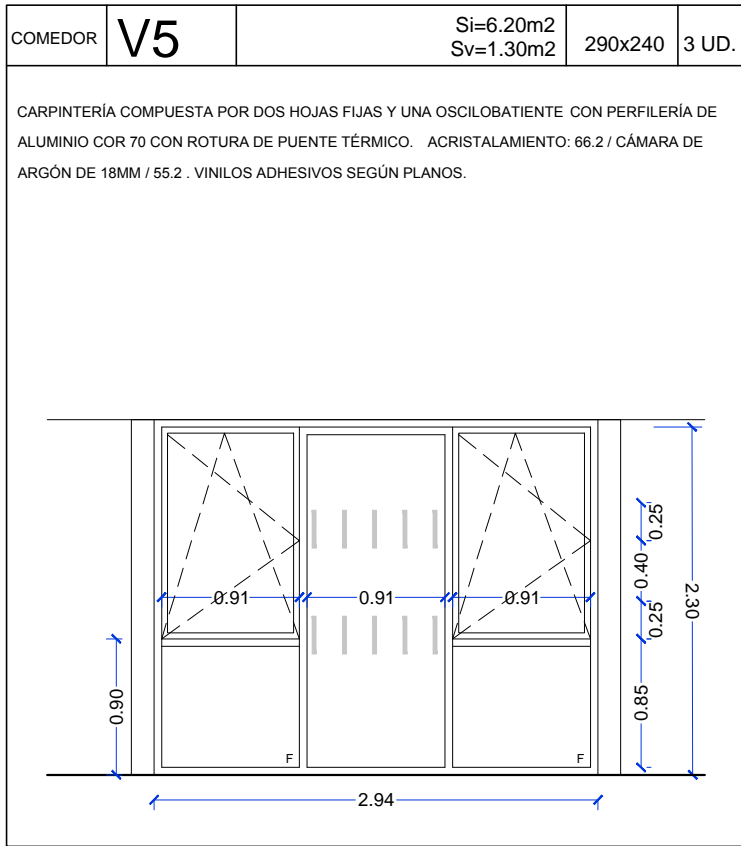 COMEDOR
V5
Si=6.20m2
Sv=1.30m2
290x240
3 UD.
CARPINTERÍA COMPUESTA POR DOS HOJAS FIJAS Y UNA OSCILOBATIENTE CON PERFILERÍA DE
ALUMINIO COR 70 CON ROTURA DE PUENTE TÉRMICO. ACRISTALAMIENTO: 66.2 / CÁMARA DE
ARGÓN DE 18MM / 55.2 . VINILOS ADHESIVOS SEGÚN PLANOS.
0.25
0.40
2.30
0.91
0.91
0.91
0.25
0.90
0.85
F
F
2.94